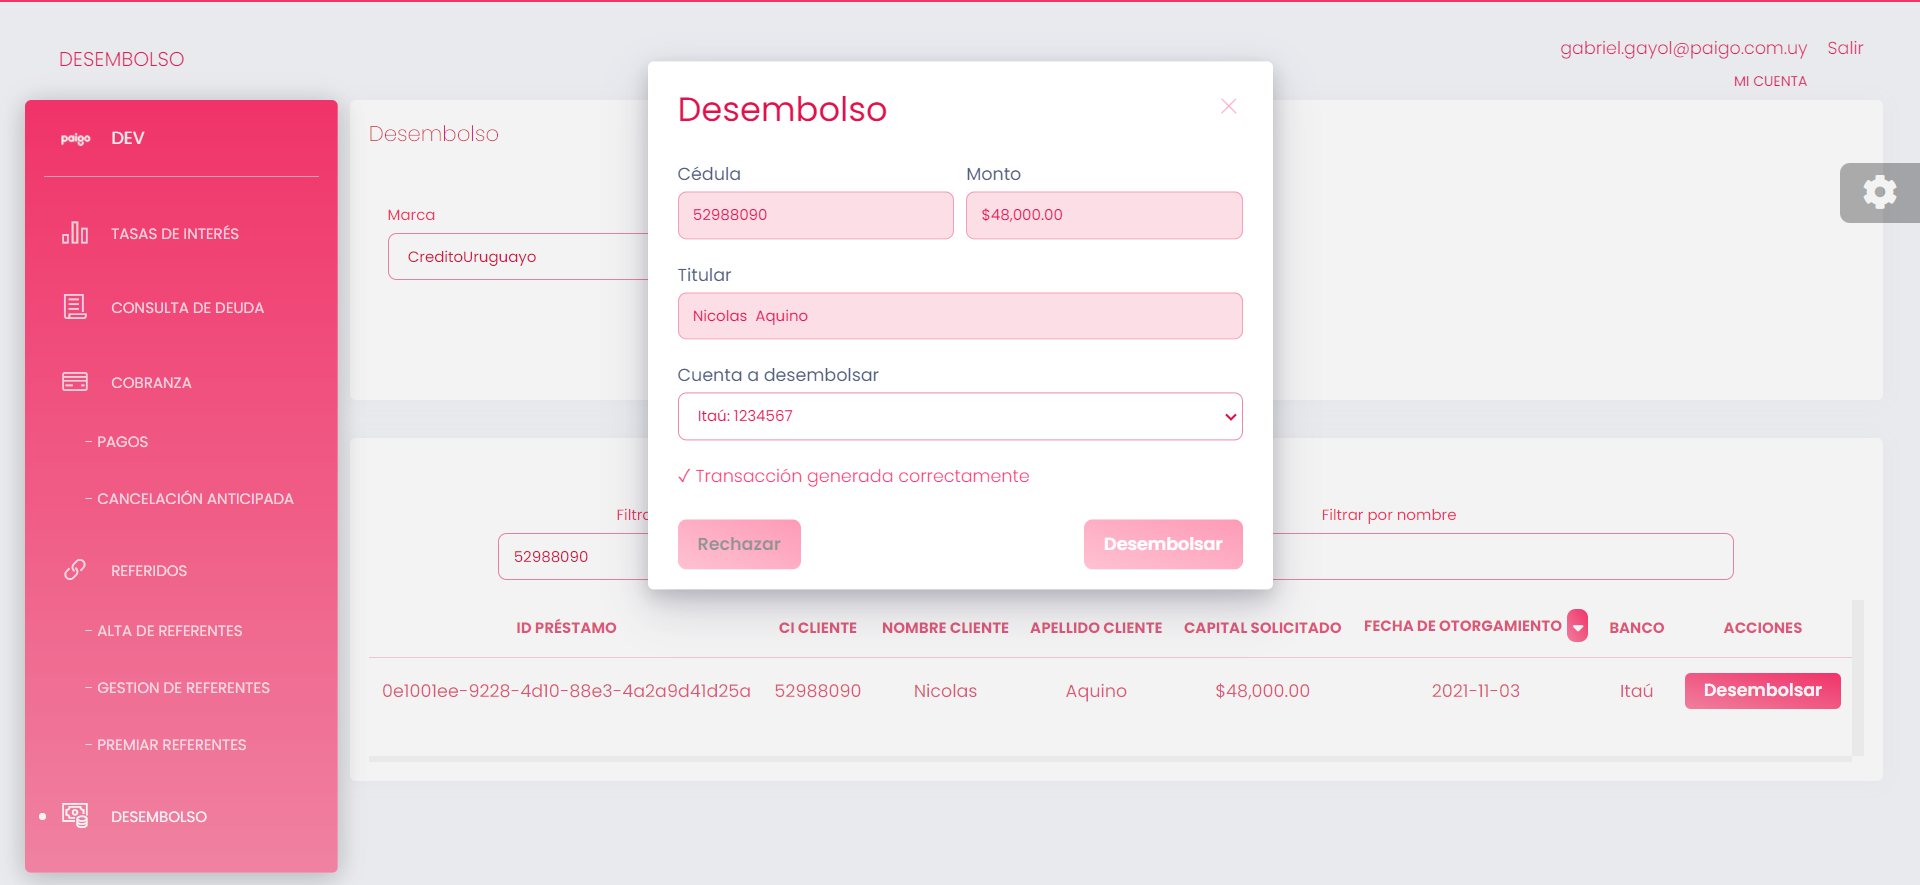 DESEMBOLSO
gabriel.gayol@paigo.com.uy Salir
MI CUENTA
paigo DEV
TASAS DE INTERÉS
CONSULTA DE DEUDA
COBRANZA
- PAGOS
- CANCELACIÓN ANTICIPADA
REFERIDOS
- ALTA DE REFERENTES
- GESTION DE REFERENTES
- PREMIAR REFERENTES
DESEMBOLSO
Desembolso
Marca
CreditoUruguayo
Desembolso
Cédula Monto
52988090 $48,000.00
Titular
Nicolas Aquino
Cuenta a desembolsar
Itaú: 1234567
✓ Transacción generada correctamente
Rechazar Desembolsar
Filtrar por nombre
52988090
ID PRÉSTAMO CI CLIENTE NOMBRE CLIENTE APELLIDO CLIENTE CAPITAL SOLICITADO FECHA DE OTORGAMIENTO BANCO ACCIONES
0e1001ee-9228-4d10-88e3-4a2a9d41d25a 52988090 Nicolas Aquino $48,000.00 2021-11-03 Itaú Desembolsar